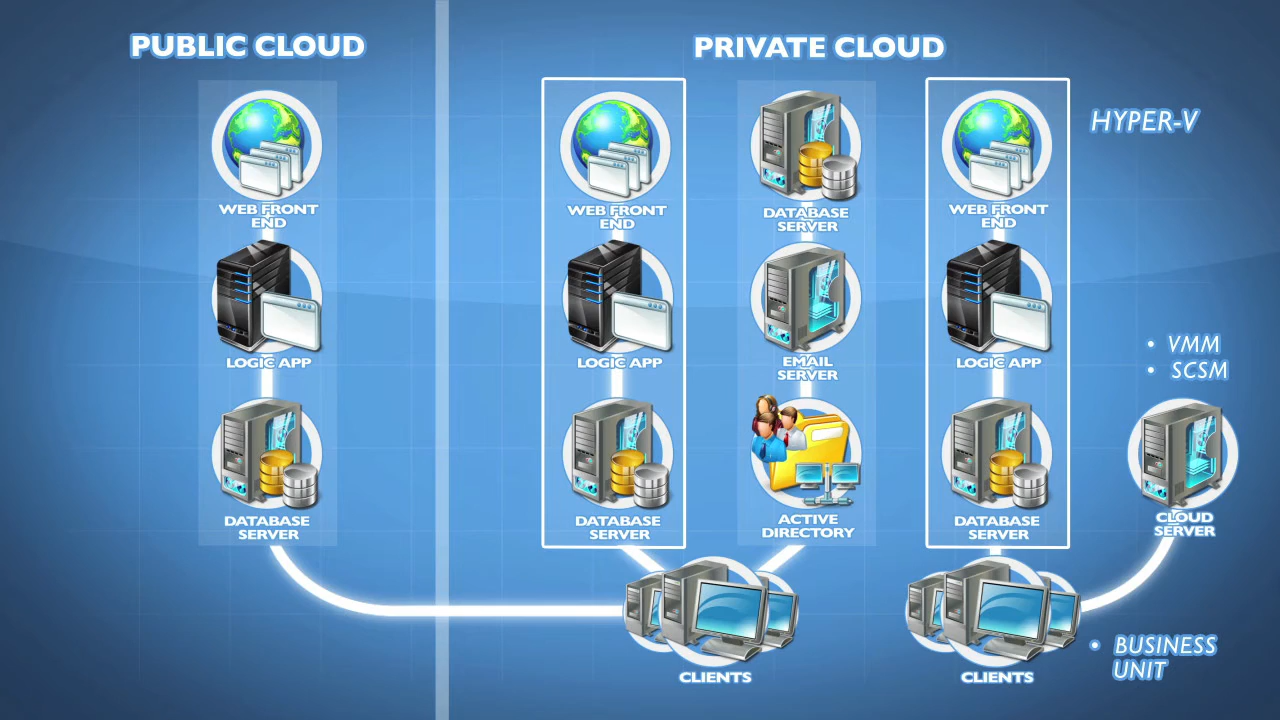 PUBLIC CLOUD
PRIVATE CLOUD
WEB FRONT
END
LOGIC APP
DATABASE
SERVER
WEB FRONT
END
LOGIC APP
DATABASE
SERVER
DATABASE
SERVER
EMAIL
SERVER
ACTIVE
DIRECTORY
WEB FRONT
END
LOGIC APP
DATABASE
SERVER
HYPER-V
• VMM
• SCSM
CLOUD
SERVER
CLIENTS
CLIENTS
• BUSINESS
UNIT